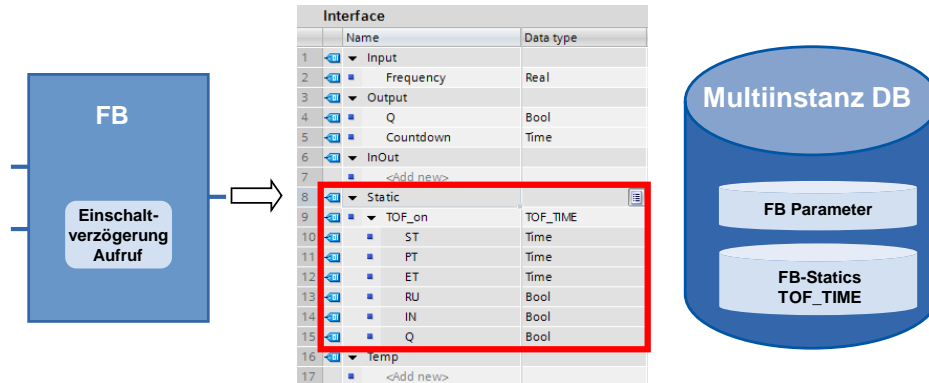 FB
Einschalt-
verzögerung
Aufruf
Interface
Name Data type
1 Input
2 Frequency Real
3 Output
4 Q Bool
5 Countdown Time
6 InOut
7 <Add new>
8 Static
9 TOF_on TOF_TIME
10 ST Time
11 PT Time
12 ET Time
13 RU Bool
14 IN Bool
15 Q Bool
16 Temp
17 <Add new>
Multiinstanz DB
FB Parameter
FB-Statics
TOF_TIME